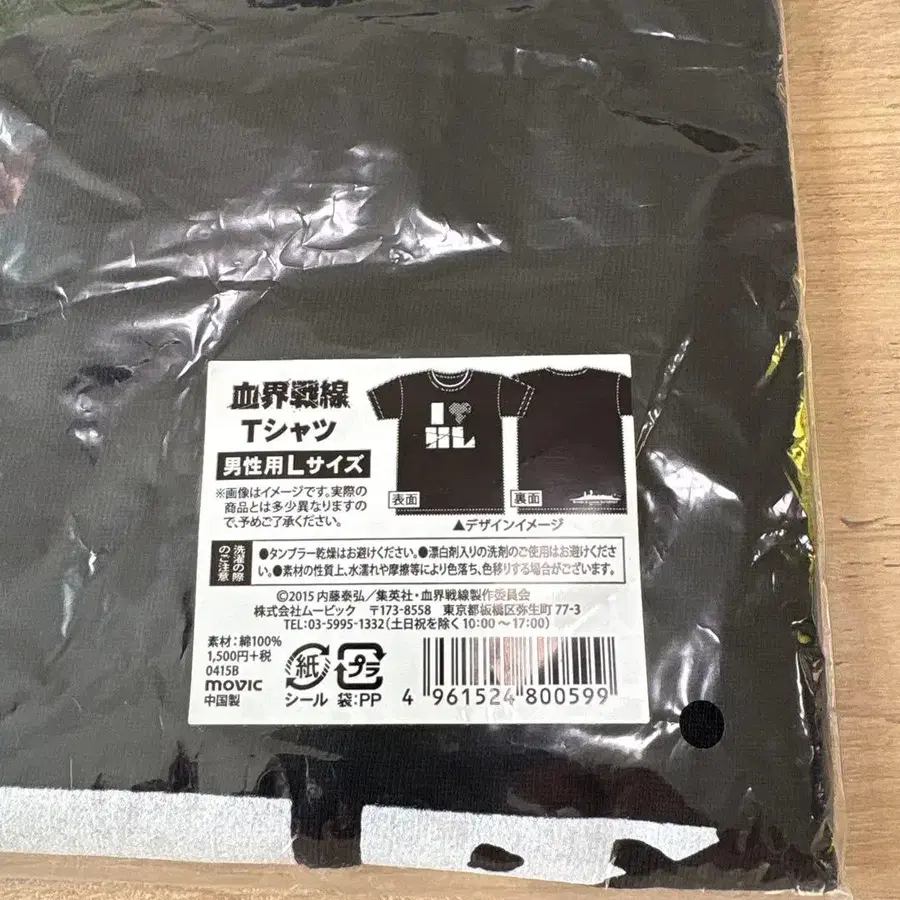 血界戦線
Tシャツ
男性用Lサイズ
※画像はイメージです。実際の
商品とは多少異なりますの
で、予めご了承ください。
I
HL
表面
裏面
▲デザインイメージ
洗濯の際
のご注意
●タンブラー乾燥はお避けください。●漂白剤入りの洗剤のご使用はお避けくださ
い。●素材の性質上、水濡れや摩擦等により色落ち、色移りする場合がございます。
©2015 内藤泰弘／集英社・血界戦線製作委員会
株式会社ムービック 〒173-8558 東京都板橋区弥生町 77-3
TEL:03-5995-1332(土日祝を除く10:00～17:00)
素材:綿100%
1,500円+税
0415B
movic
中国製
紙
シール
プラ
袋:PP
4 961524 800599